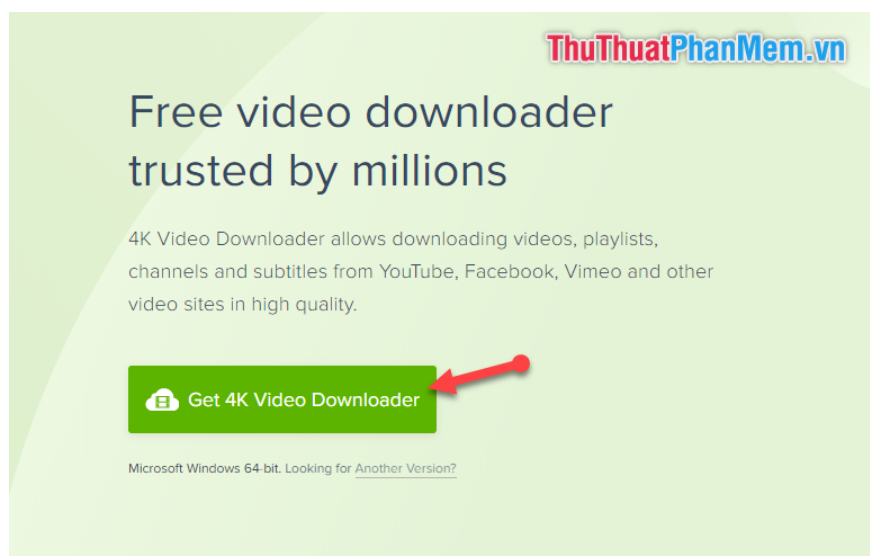 ThuThuatPhanMem.vn
Free video downloader
trusted by millions
4K Video Downloader allows downloading videos, playlists,
channels and subtitles from YouTube, Facebook, Vimeo and other
video sites in high quality.
Get 4K Video Downloader
Microsoft Windows 64-bit. Looking for Another Version?